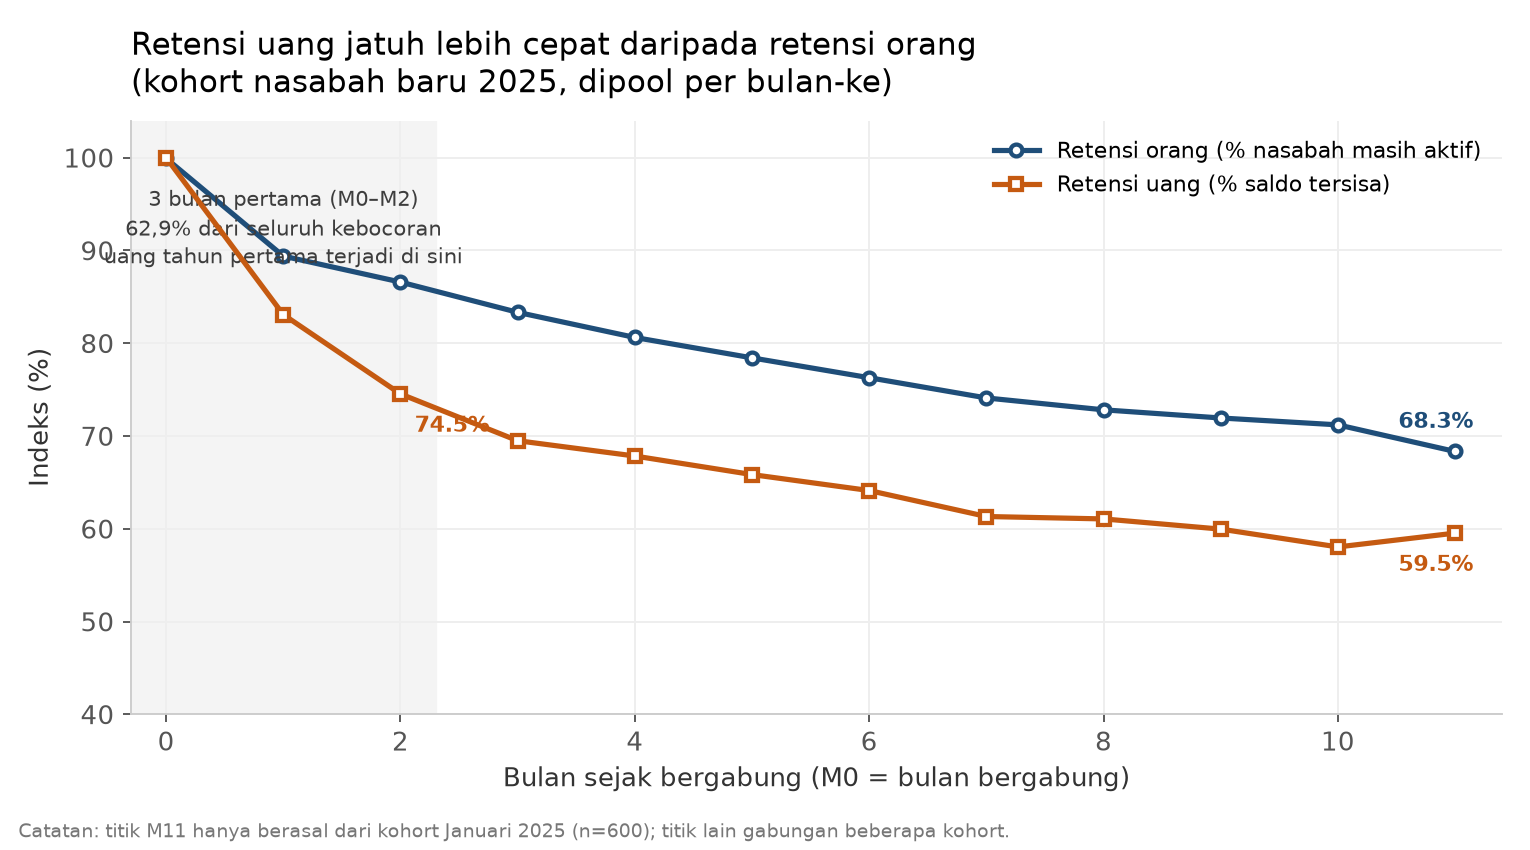 Retensi uang jatuh lebih cepat daripada retensi orang
(kohort nasabah baru 2025, dipool per bulan-ke)
Retensi orang (% nasabah masih aktif)
Retensi uang (% saldo tersisa)
3 bulan pertama (M0–M2)
62,9% dari seluruh kebocoran
uang tahun pertama terjadi di sini
74.5%
68.3%
59.5%
Indeks (%)
100
90
80
70
60
50
40
0 2 4 6 8 10
Bulan sejak bergabung (M0 = bulan bergabung)
Catatan: titik M11 hanya berasal dari kohort Januari 2025 (n=600); titik lain gabungan beberapa kohort.